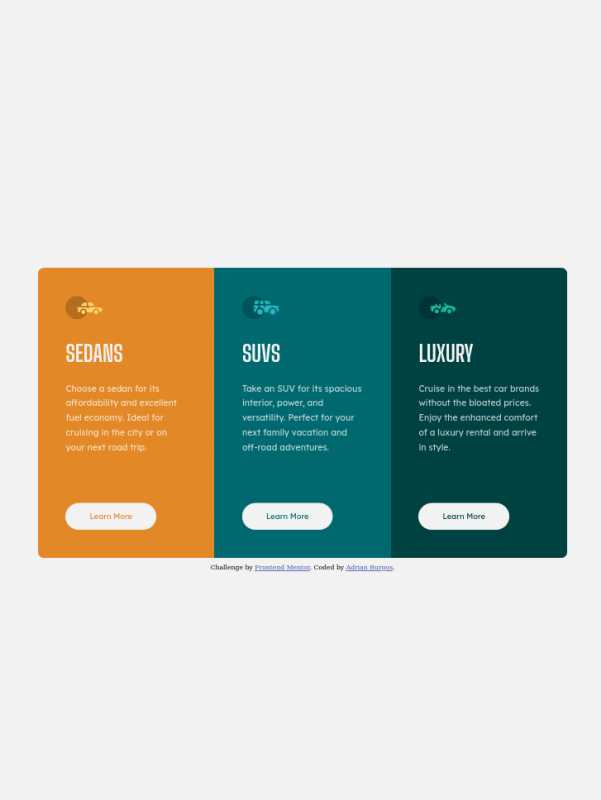 SEDANS
Choose a sedan for its
affordability and excellent
fuel economy. Ideal for
cruising in the city or on
your next road trip.
Learn More
SUVS
Take an SUV for its spacious
interior, power, and
versatility. Perfect for your
next family vacation and
off-road adventures.
Learn More
LUXURY
Cruise in the best car brands
without the bloated prices.
Enjoy the enhanced comfort
of a luxury rental and arrive
in style.
Learn More
Challenge by Frontend Mentor. Coded by Adrian Burgos.